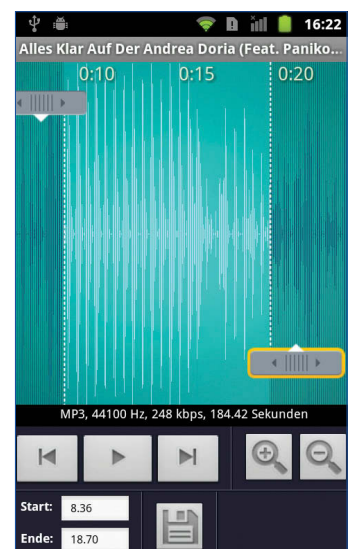 16:22
Alles Klar Auf Der Andrea Doria (Feat. Paniko...
0:10 0:15 0:20
MP3, 44100 Hz, 248 kbps, 184.42 Sekunden
Start: 8.36
Ende: 18.70